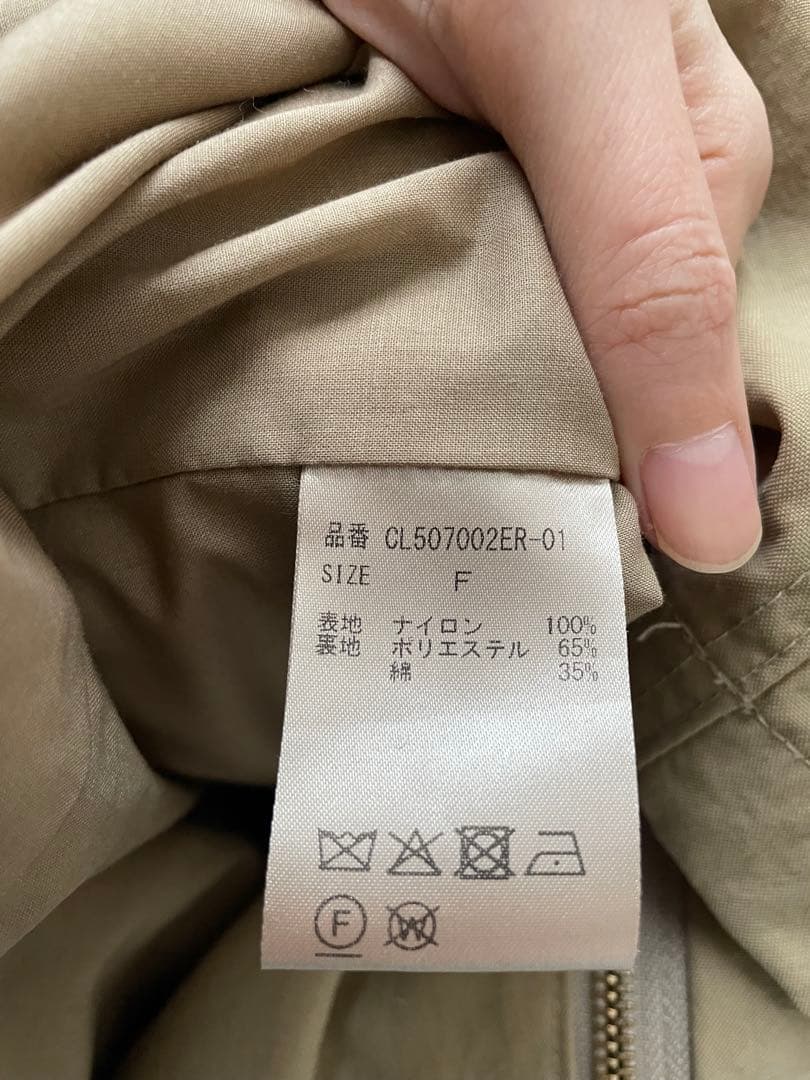 品番 CL507002ER-01
SIZE F
表地 ナイロン 100%
裏地 ポリエステル 65%
綿 35%
F W